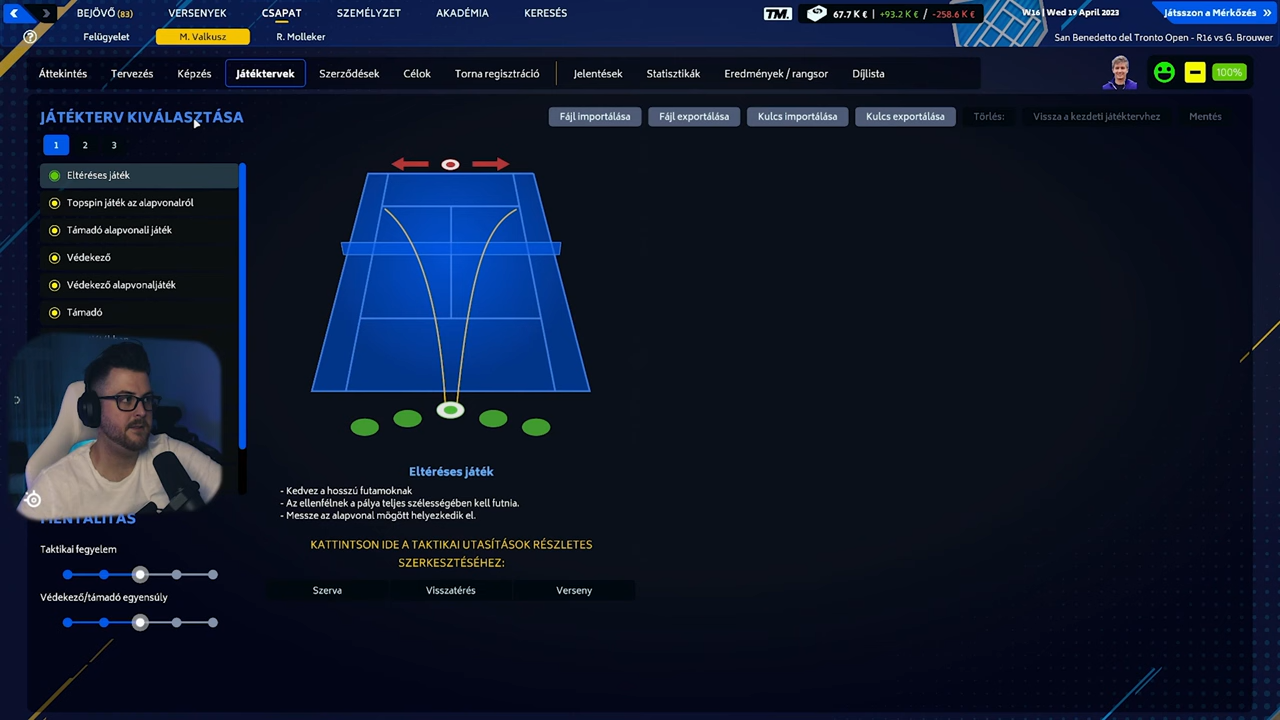 BEJÖVŐ (83)
VERSENYEK
CSAPAT
SZEMÉLYZET
AKADÉMIA
KERESÉS
TM.
67.7 K € | +93.2 K € / -258.6 K €
W16 | Wed 19 April 2023
Játsszon a Mérkőzés
San Benedetto del Tronto Open - R16 vs G. Brouwer
Felügyelet
M. Valkusz
R. Molleker
Áttekintés
Tervezés
Képzés
Játéktervek
Szerződések
Célok
Torna regisztráció
Jelentések
Statisztikák
Eredmények / rangsor
Díjlista
100%
JÁTÉKTERV KIVÁLASZTÁSA
Fájl importálása
Fájl exportálása
Kulcs importálása
Kulcs exportálása
Törlés:
Vissza a kezdeti játéktervhez
Mentés
1 2 3
Eltéréses játék
Topspin játék az alapvonalról
Támadó alapvonali játék
Védekező
Védekező alapvonaljáték
Támadó
Eltéréses játék
- Kedvez a hosszú futamoknak
- Az ellenfélnek a pálya teljes szélességében kell futnia.
- Messze az alapvonal mögött helyezkedik el.
KATTINTSON IDE A TAKTIKAI UTASÍTÁSOK RÉSZLETES
SZERKESZTÉSÉHEZ:
Szerva
Visszatérés
Verseny
MENTALITÁS
Taktikai fegyelem
Védekező/támadó egyensúly